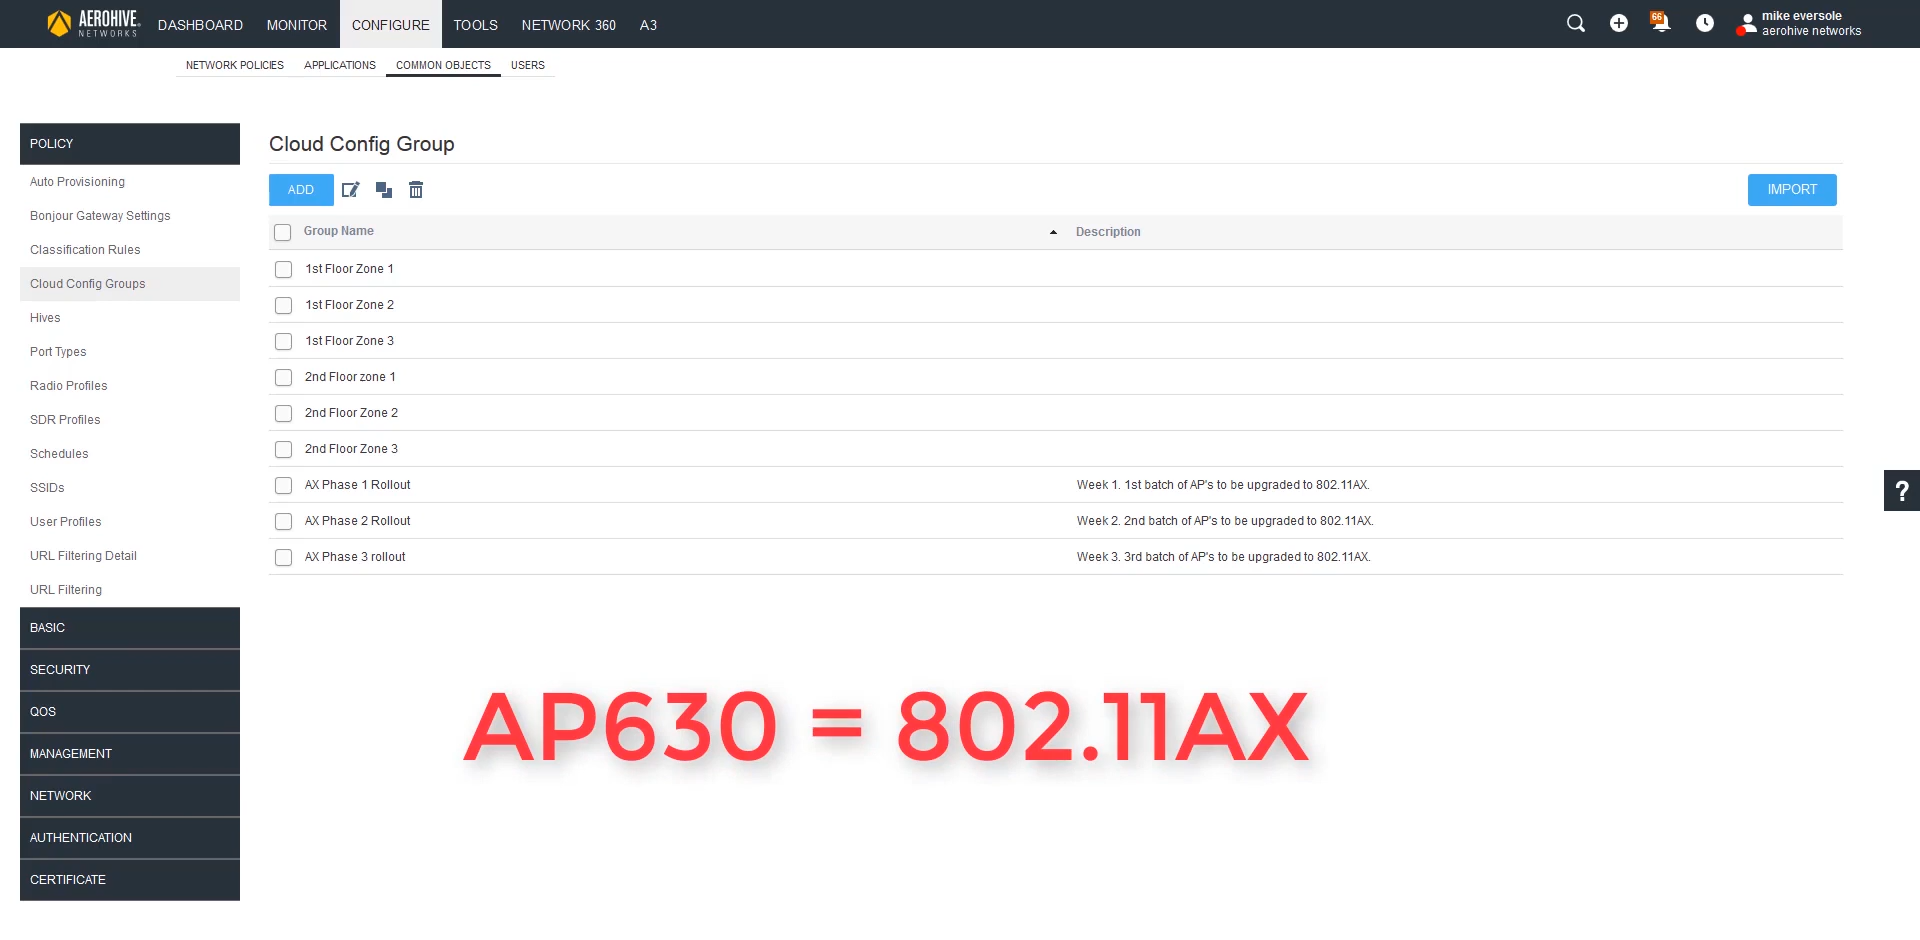 AEROHIVE NETWORKS
DASHBOARD MONITOR CONFIGURE TOOLS NETWORK 360 A3
66
mike eversole
aerohive networks
NETWORK POLICIES APPLICATIONS COMMON OBJECTS USERS
POLICY
Auto Provisioning
Bonjour Gateway Settings
Classification Rules
Cloud Config Groups
Hives
Port Types
Radio Profiles
SDR Profiles
Schedules
SSIDs
User Profiles
URL Filtering Detail
URL Filtering
BASIC
SECURITY
QOS
MANAGEMENT
NETWORK
AUTHENTICATION
CERTIFICATE
Cloud Config Group
ADD IMPORT
Group Name Description
1st Floor Zone 1
1st Floor Zone 2
1st Floor Zone 3
2nd Floor zone 1
2nd Floor Zone 2
2nd Floor Zone 3
AX Phase 1 Rollout Week 1. 1st batch of AP's to be upgraded to 802.11AX.
AX Phase 2 Rollout Week 2. 2nd batch of AP's to be upgraded to 802.11AX.
AX Phase 3 rollout Week 3. 3rd batch of AP's to be upgraded to 802.11AX.
?
AP630 = 802.11AX